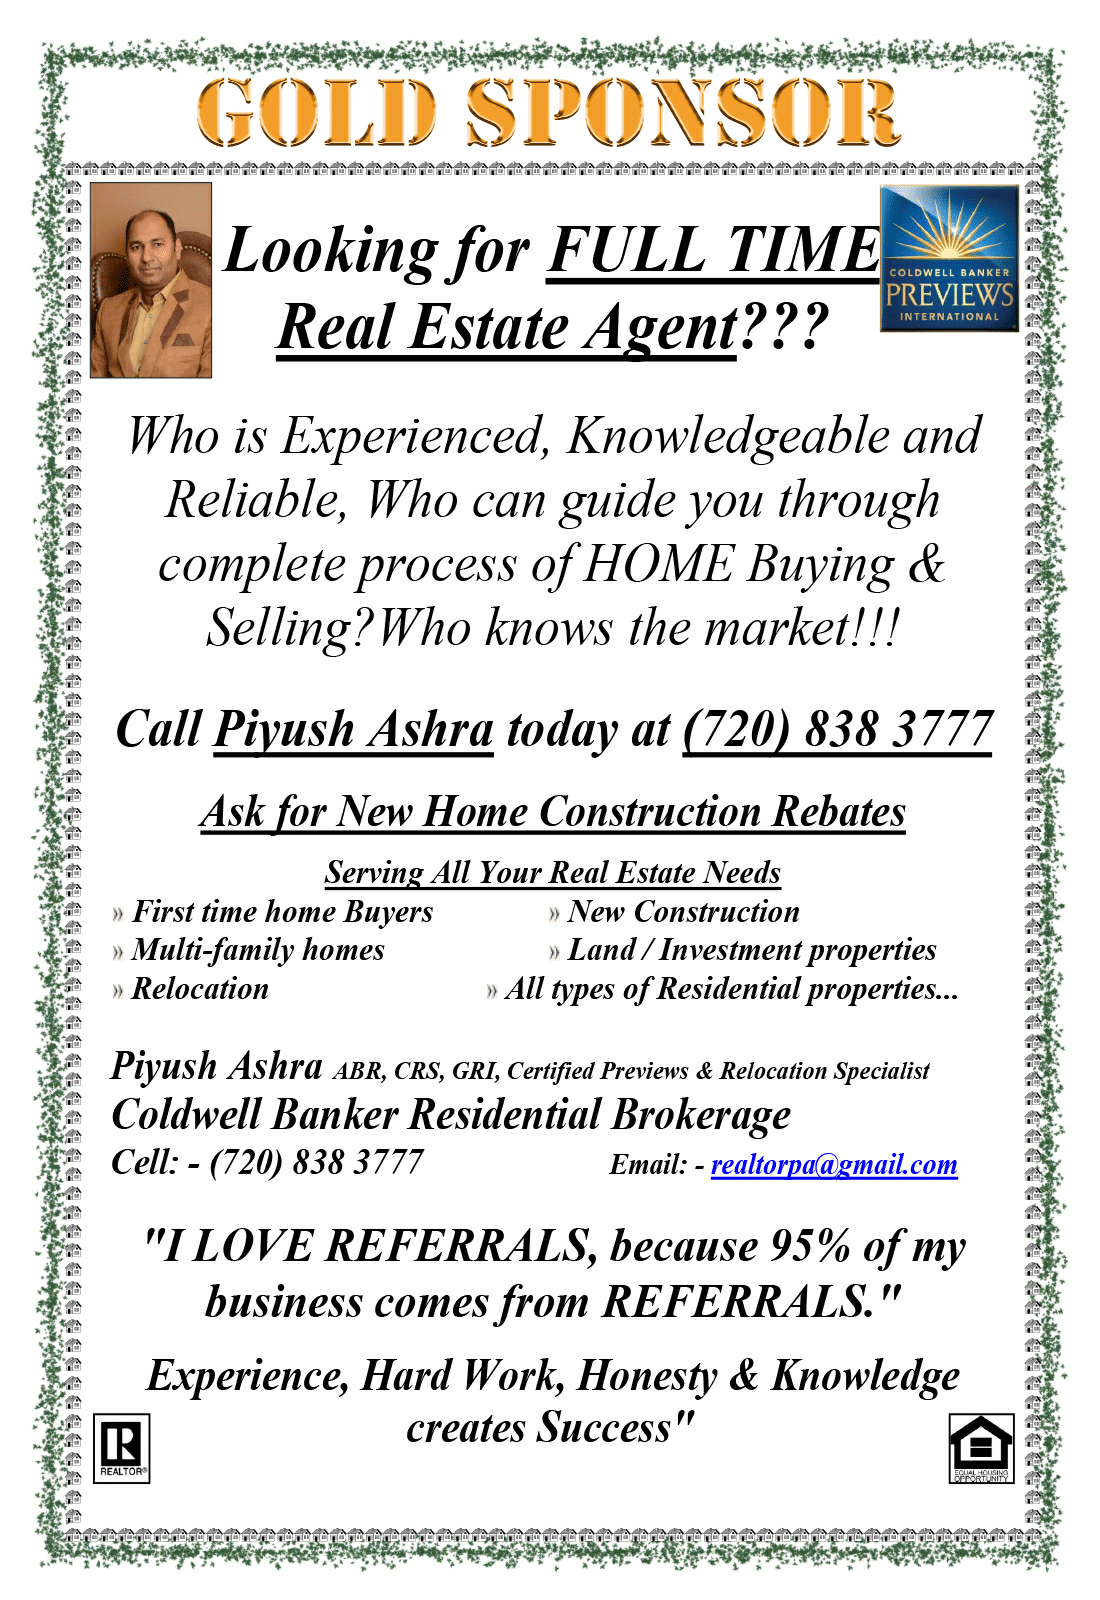 GOLD SPONSOR
Looking for FULL TIME
Real Estate Agent???
COLDWELL BANKER
PREVIEWS
INTERNATIONAL
Who is Experienced, Knowledgeable and
Reliable, Who can guide you through
complete process of HOME Buying &
Selling?Who knows the market!!!
Call Piyush Ashra today at (720) 838 3777
Ask for New Home Construction Rebates
Serving All Your Real Estate Needs
» First time home Buyers » New Construction
» Multi-family homes » Land / Investment properties
» Relocation » All types of Residential properties...
Piyush Ashra ABR, CRS, GRI, Certified Previews & Relocation Specialist
Coldwell Banker Residential Brokerage
Cell: - (720) 838 3777 Email: - realtorpa@gmail.com
"I LOVE REFERRALS, because 95% of my
business comes from REFERRALS."
Experience, Hard Work, Honesty & Knowledge
creates Success"
R
REALTOR®
EQUAL HOUSING
OPPORTUNITY